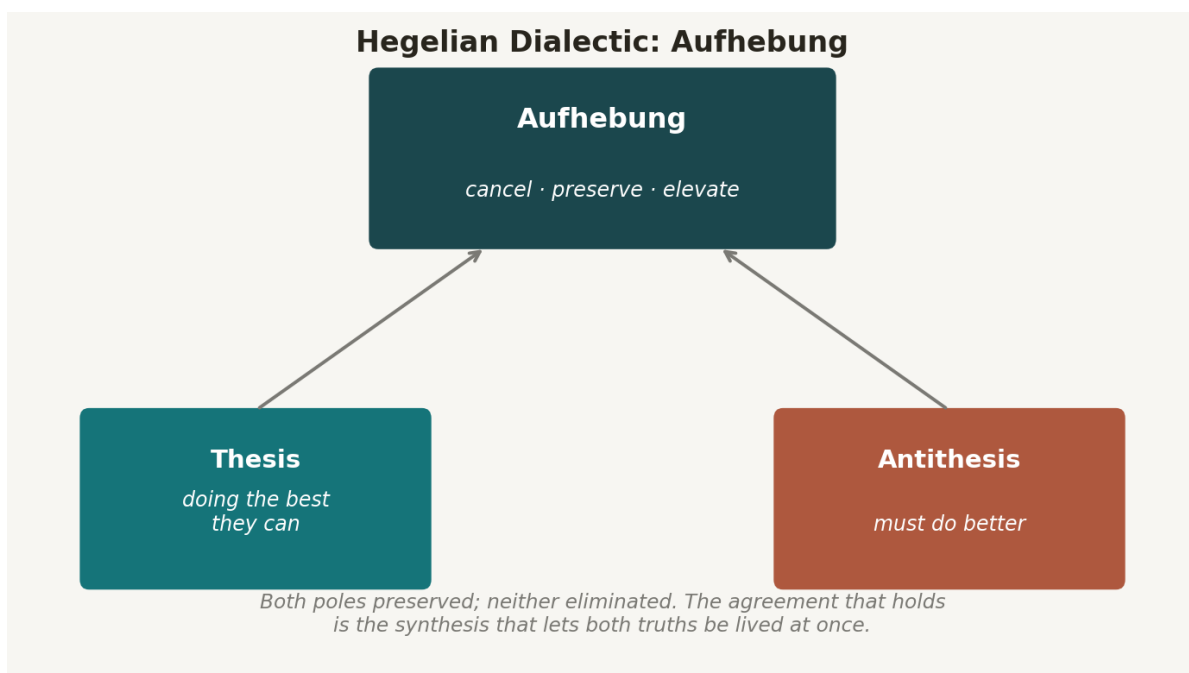 Hegelian Dialectic: Aufhebung
Aufhebung
cancel · preserve · elevate
Thesis
doing the best
they can
Antithesis
must do better
Both poles preserved; neither eliminated. The agreement that holds
is the synthesis that lets both truths be lived at once.